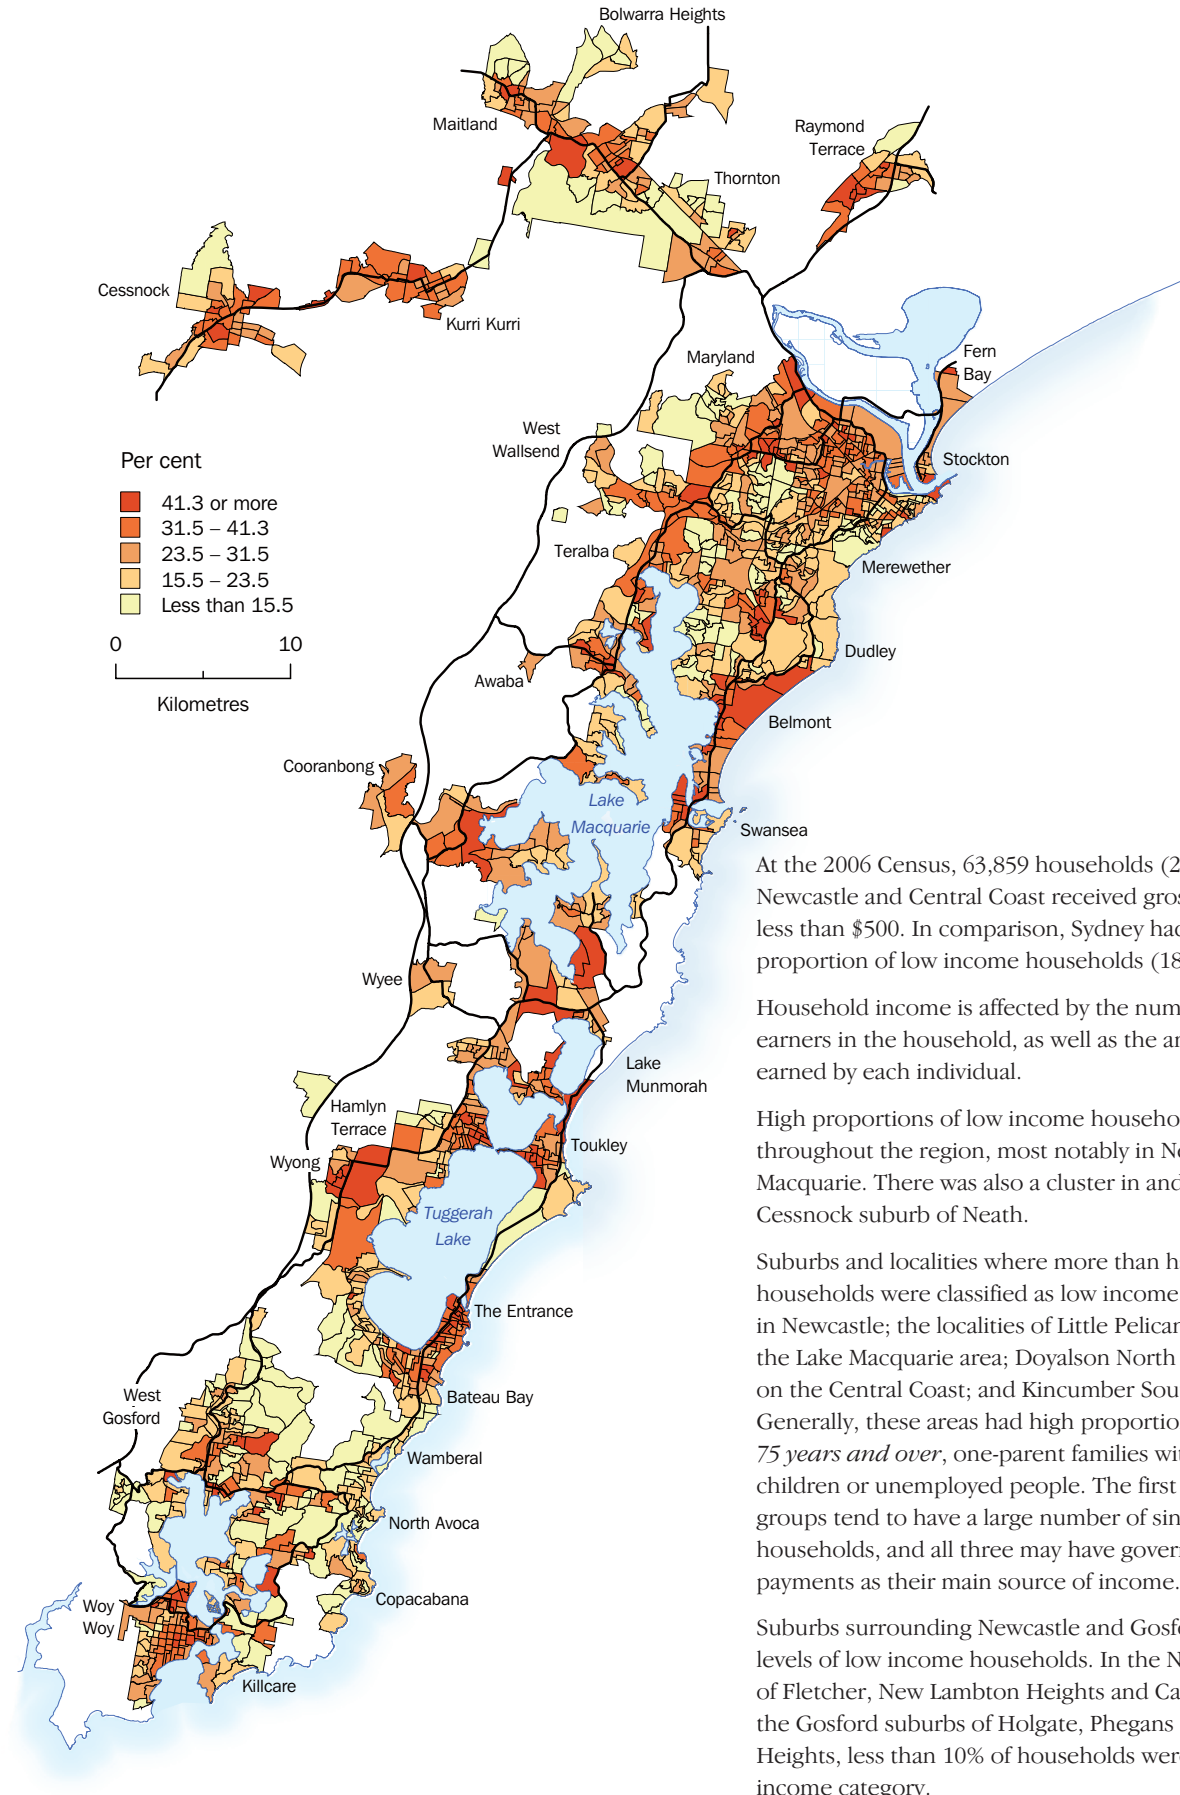 Bolwarra Heights
Maitland
Raymond
Terrace
Thornton
Cessnock
Kurri Kurri
Maryland
Fern
Bay
West
Wallsend
Stockton
Per cent
41.3 or more
31.5 – 41.3
23.5 – 31.5
15.5 – 23.5
Less than 15.5
Teralba
Merewether
0 10
Kilometres
Dudley
Awaba
Belmont
Cooranbong
Lake
Macquarie
Swansea
Wyee
Lake
Munmorah
Hamlyn
Terrace
Toukley
Wyong
Tuggerah
Lake
The Entrance
West
Gosford
Bateau Bay
Wamberal
North Avoca
Copacabana
Woy
Woy
Killcare
At the 2006 Census, 63,859 households (2
Newcastle and Central Coast received gros
less than $500. In comparison, Sydney had
proportion of low income households (18
Household income is affected by the num
earners in the household, as well as the ar
earned by each individual.
High proportions of low income househol
throughout the region, most notably in Ne
Macquarie. There was also a cluster in and
Cessnock suburb of Neath.
Suburbs and localities where more than ha
households were classified as low income
in Newcastle; the localities of Little Pelican
the Lake Macquarie area; Doyalson North
on the Central Coast; and Kincumber Sou
Generally, these areas had high proportio
75 years and over, one-parent families wit
children or unemployed people. The first
groups tend to have a large number of sin
households, and all three may have govern
payments as their main source of income.
Suburbs surrounding Newcastle and Gosfo
levels of low income households. In the N
of Fletcher, New Lambton Heights and Ca
the Gosford suburbs of Holgate, Phegans
Heights, less than 10% of households were
income category.